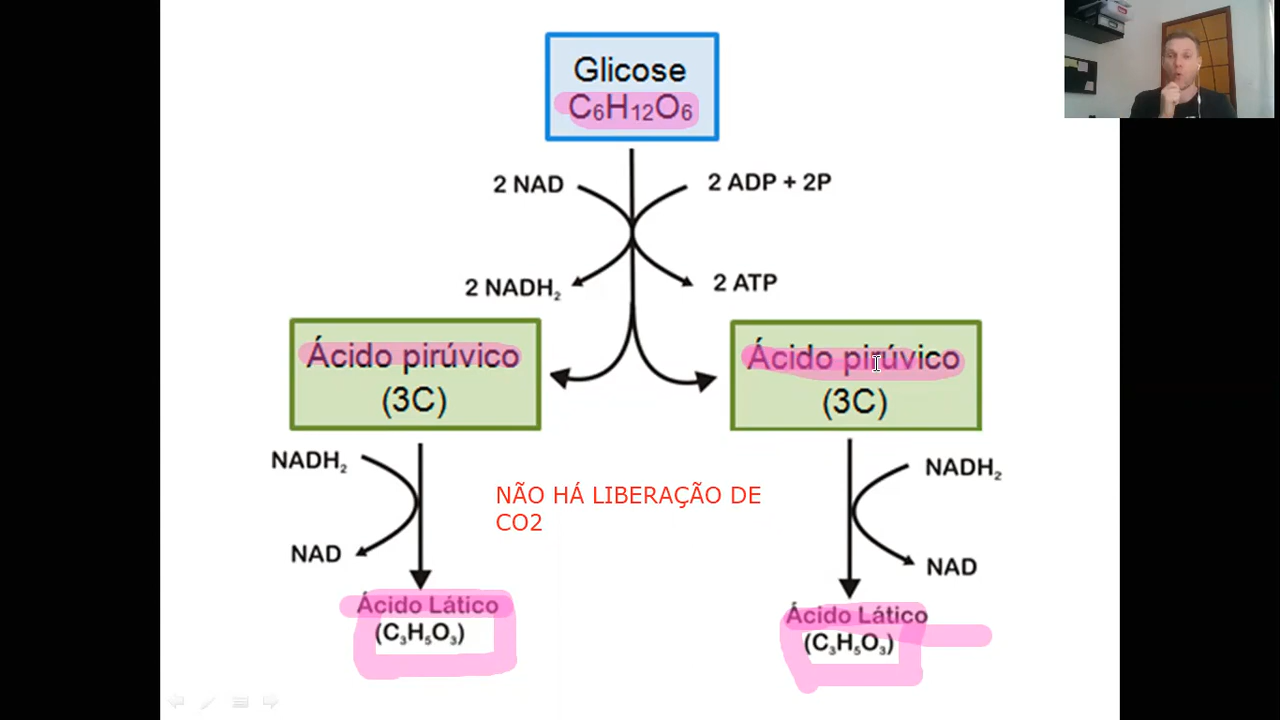 Glicose
C₆H₁₂O₆
2 NAD
2 ADP + 2P
2 NADH₂
2 ATP
Ácido pirúvico
(3C)
Ácido pirúvico
(3C)
NADH₂
NAD
NÃO HÁ LIBERAÇÃO DE
CO2
NADH₂
NAD
Ácido Lático
(C₃H₅O₃)
Ácido Lático
(C₃H₅O₃)